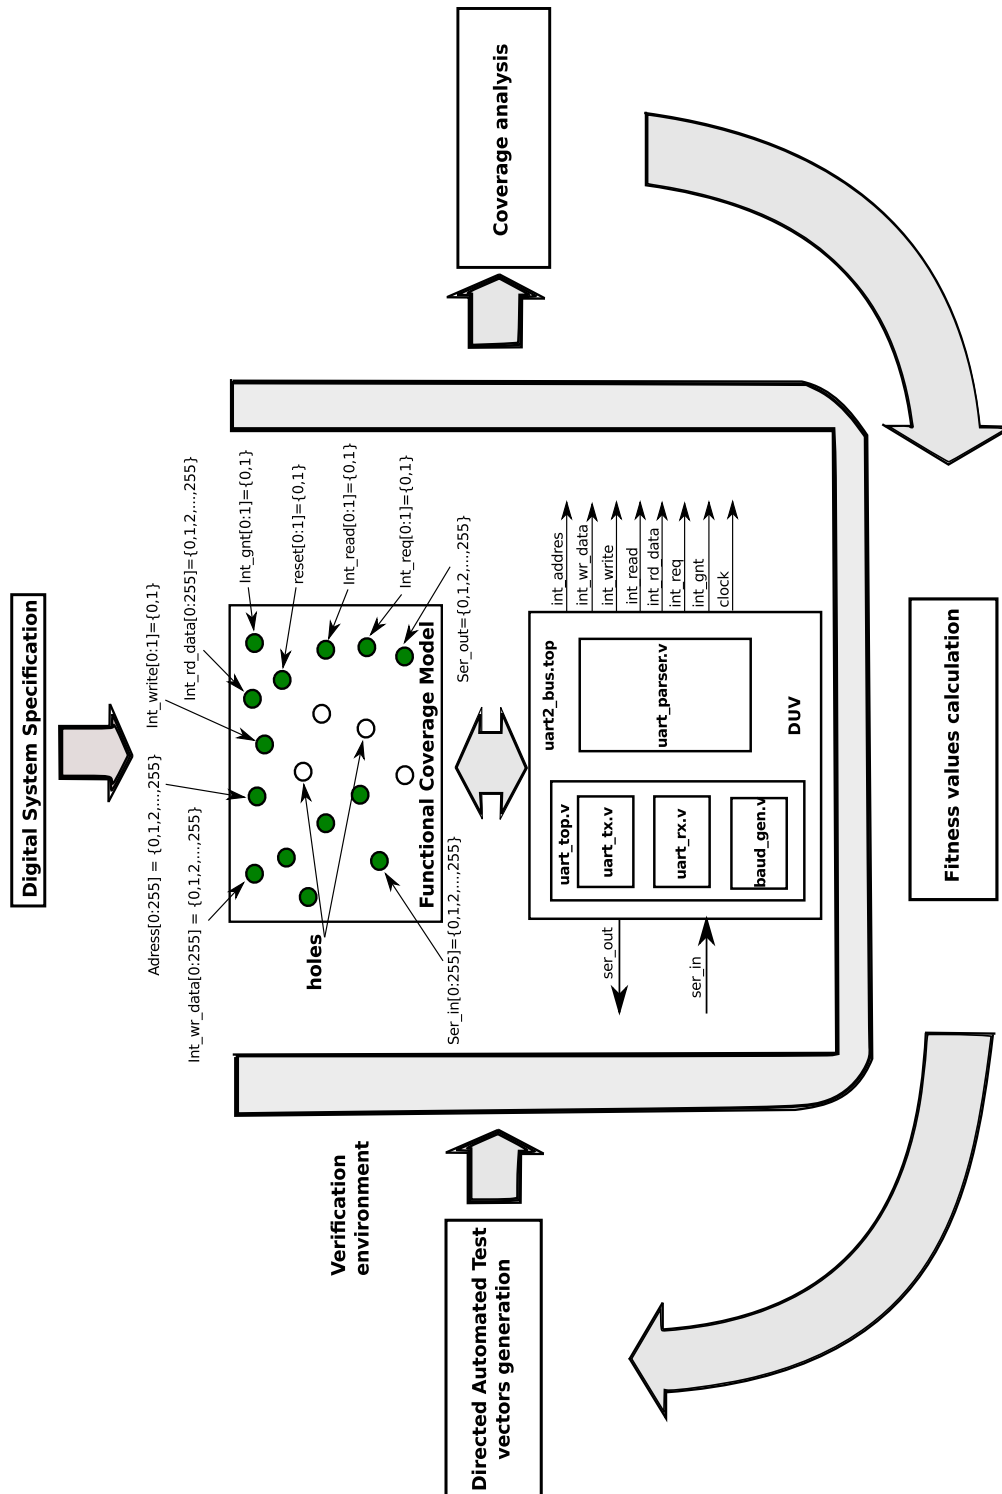 Digital System Specification
Adress[0:255] = {0,1,2,...,255}
Int_write[0:1]={0,1}
Int_wr_data[0:255] = {0,1,2,...,255}
Int_rd_data[0:255]={0,1,2,...,255}
Int_gnt[0:1]={0,1}
reset[0:1]={0,1}
Int_read[0:1]={0,1}
Int_req[0:1]={0,1}
holes
Functional Coverage Model
Ser_in[0:255]={0,1,2,...,255}
Ser_out={0,1,2,...,255}
Verification
environment
Directed Automated Test
vectors generation
Coverage analysis
uart2_bus.top
uart_top.v
uart_tx.v
uart_rx.v
baud_gen.v
uart_parser.v
DUV
ser_out
ser_in
int_addres
int_wr_data
int_write
int_read
int_rd_data
int_req
int_gnt
clock
Fitness values calculation